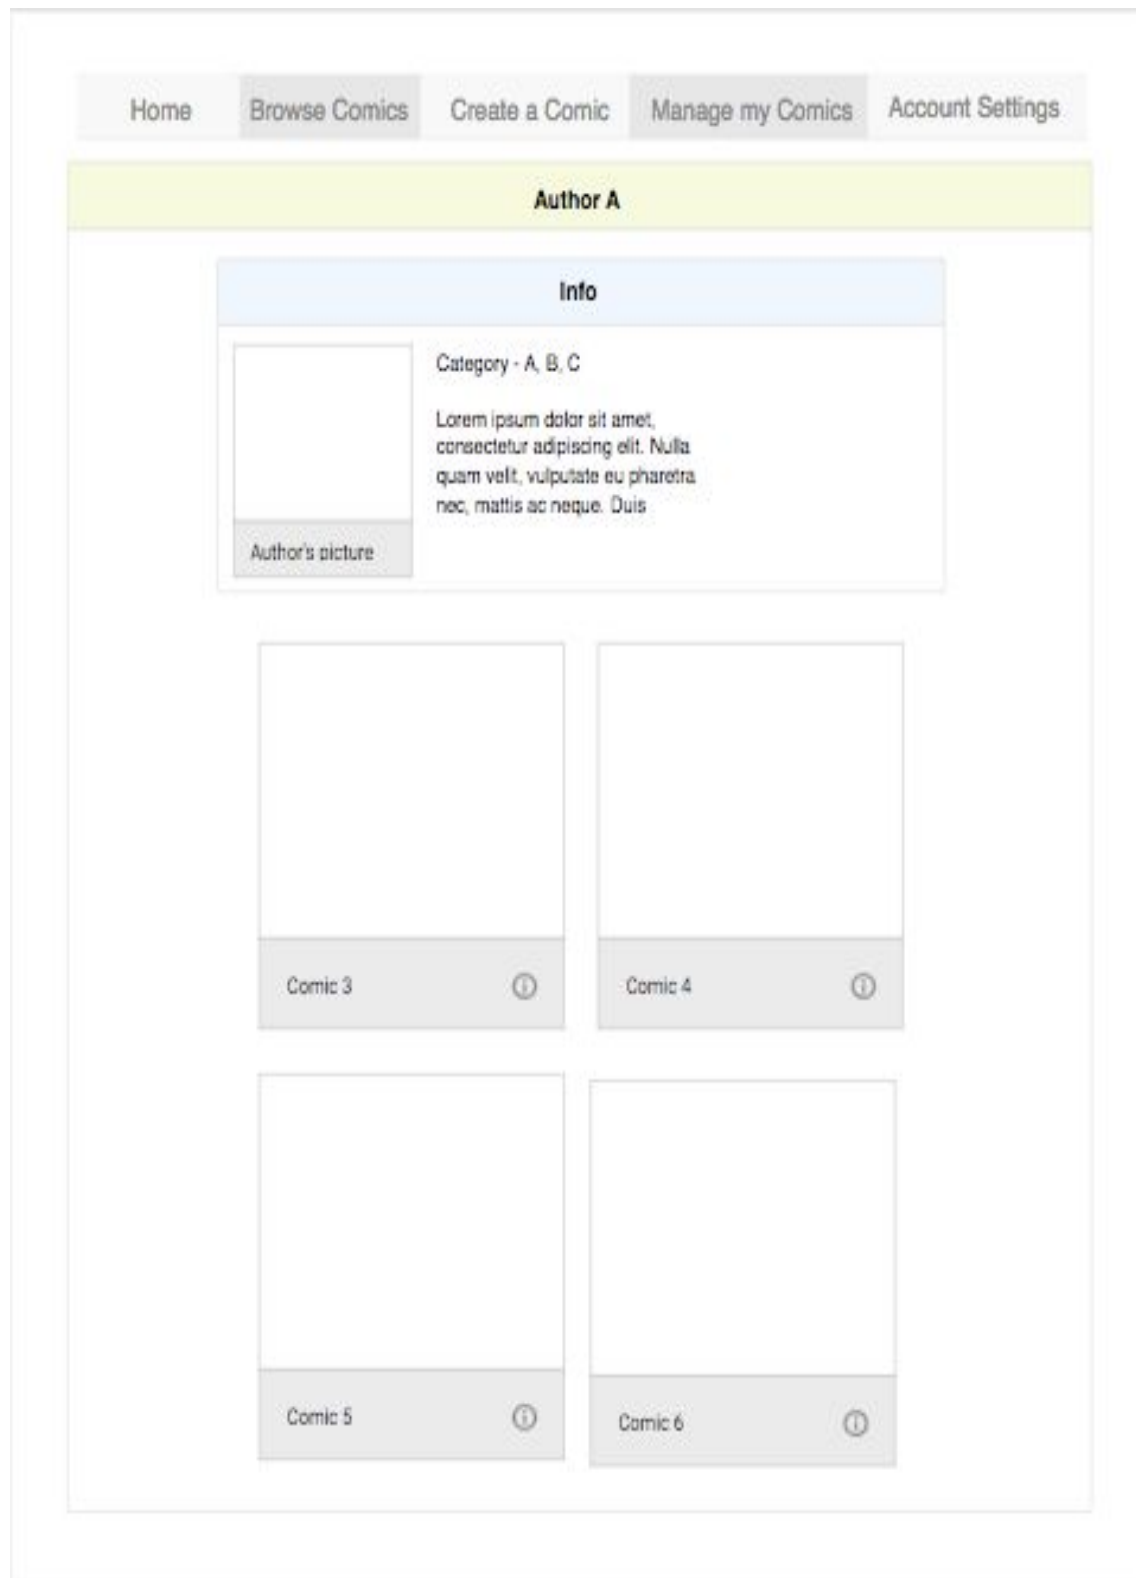 Home Browse Comics Create a Comic Manage my Comics Account Settings
Author A
Info
Category - A, B, C
Lorem ipsum dolor sit amet,
consectetur adipiscing elit. Nulla
quam velit, vulputate eu pharetra
nec, mattis ac neque. Duis
Author's picture
Comic 3
Comic 4
Comic 5
Comic 6